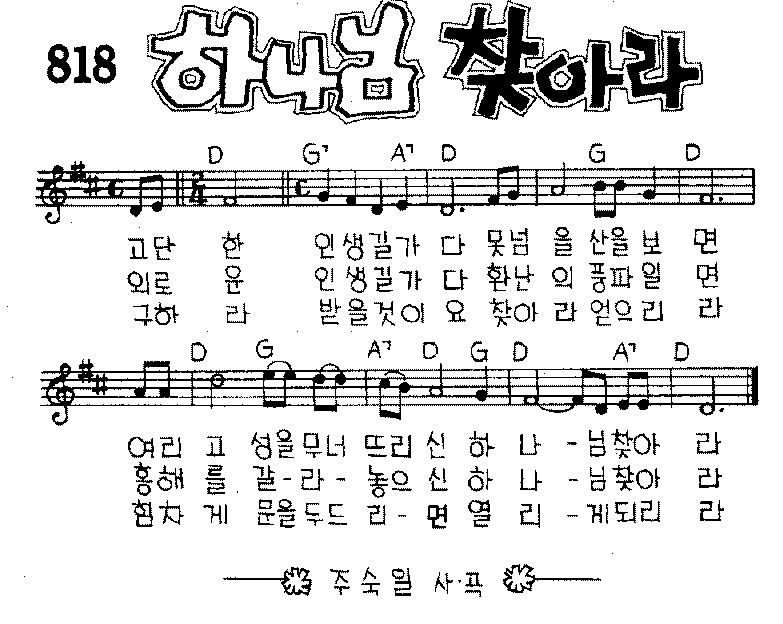 818 하나님 찾아라
D G7 A7 D G D
고단 한 인생길가 다 못넘 을 산을 보 면
외로 운 인생길가 다 환난 의 풍파일 면
구하 라 받을것이 요 찾아 라 얻으리 라
D G A7 D G D A7 D
여리 고 성을무너 뜨리 신 하 나 - 님찾아 라
홍해 를 갈-라- 놓으 신 하 나 - 님찾아 라
힘차 게 문을두드 리- 면 열 리 - 게되리 라
주숙일 사·곡